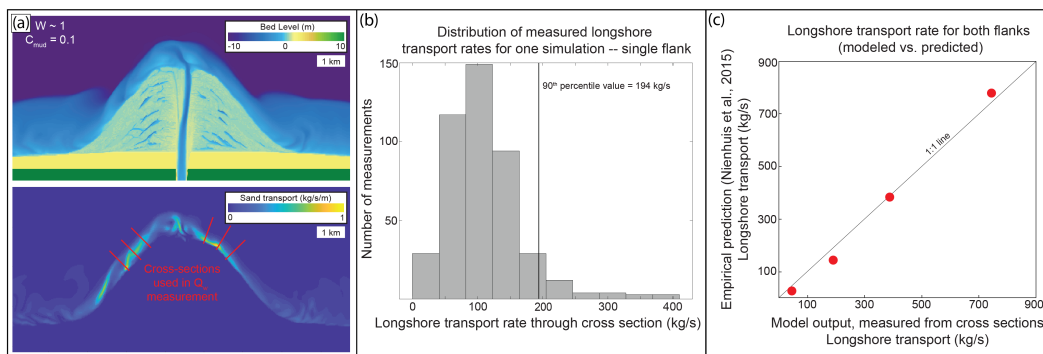 (a)
W ~ 1
C mud = 0.1
Bed Level (m)
-10 0 10
1 km
Sand transport (kg/s/m)
0 1
1 km
Cross-sections
used in Q
measurement
(b)
Distribution of measured longshore
transport rates for one simulation -- single flank
90th percentile value = 194 kg/s
Number of measurements
150
100
50
0 100 200 300 400
Longshore transport rate through cross section (kg/s)
(c)
Longshore transport rate for both flanks
(modeled vs. predicted)
Empirical prediction (Nienhuis et al., 2015)
Longshore transport (kg/s)
900
700
500
300
100
1:1 line
100 300 500 700 900
Model output, measured from cross sections
Longshore transport (kg/s)